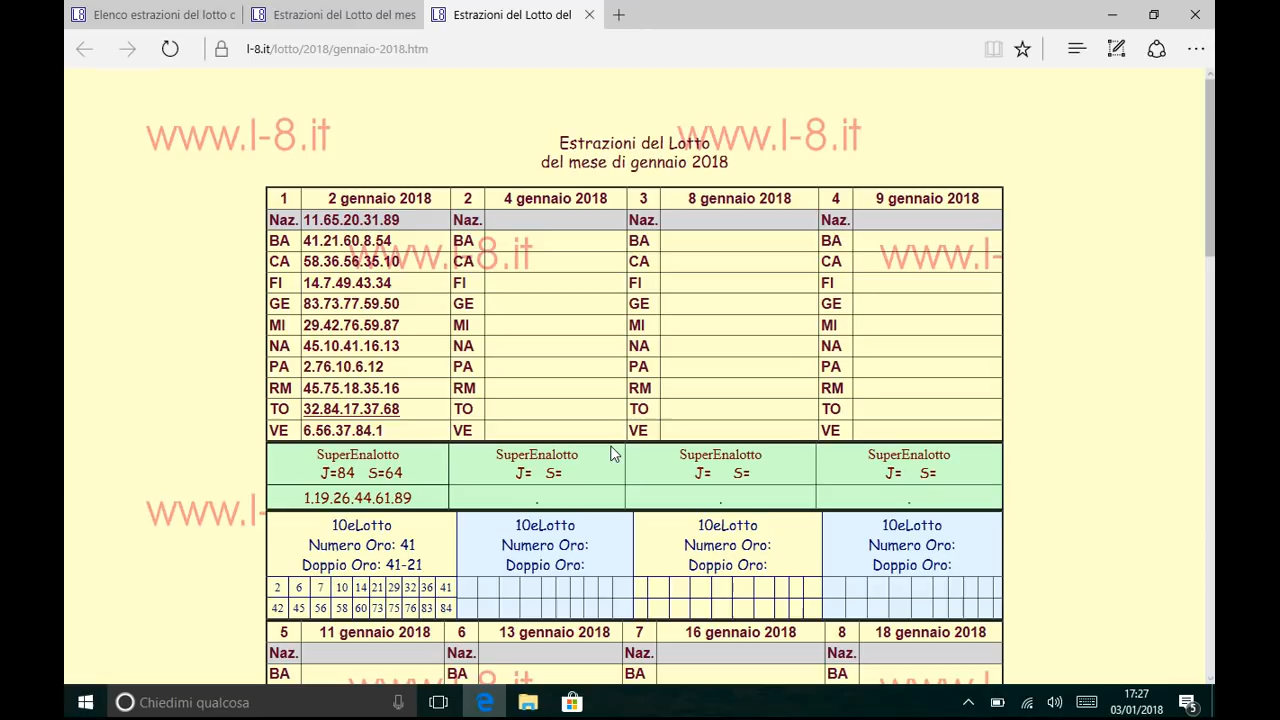 Elenco estrazioni del lotto c
Estrazioni del Lotto del mes
Estrazioni del Lotto del
l-8.it/lotto/2018/gennaio-2018.htm
www.l-8.it
www.l-8.it
Estrazioni del Lotto
del mese di gennaio 2018
1 2 gennaio 2018 2 4 gennaio 2018 3 8 gennaio 2018 4 9 gennaio 2018
Naz. 11.65.20.31.89 Naz. Naz. Naz.
BA 41.21.60.8.54 BA BA BA
www.l-8.it www.l-
CA 58.36.56.35.10 CA CA CA
FI 14.7.49.43.34 FI FI FI
GE 83.73.77.59.50 GE GE GE
MI 29.42.76.59.87 MI MI MI
NA 45.10.41.16.13 NA NA NA
PA 2.76.10.6.12 PA PA PA
RM 45.75.18.35.16 RM RM RM
TO 32.84.17.37.68 TO TO TO
VE 6.56.37.84.1 VE VE VE
SuperEnalotto SuperEnalotto SuperEnalotto SuperEnalotto
J=84 S=64 J= S= J= S= J= S=
1.19.26.44.61.89 . . .
www.l-
10eLotto 10eLotto 10eLotto 10eLotto
Numero Oro: 41 Numero Oro: Numero Oro: Numero Oro:
Doppio Oro: 41-21 Doppio Oro: Doppio Oro: Doppio Oro:
2 6 7 10 14 21 29 32 36 41
42 45 56 58 60 73 75 76 83 84
5 11 gennaio 2018 6 13 gennaio 2018 7 16 gennaio 2018 8 18 gennaio 2018
Naz. Naz. Naz. Naz.
BA BA BA BA
Chiedimi qualcosa
17:27
03/01/2018
5